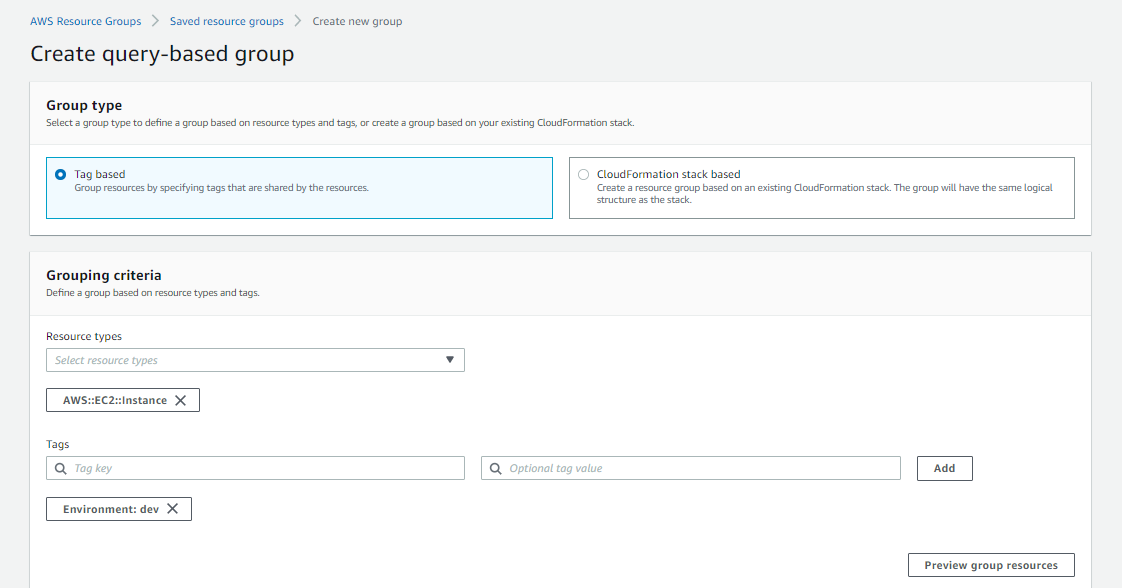 AWS Resource Groups > Saved resource groups > Create new group
Create query-based group
Group type
Select a group type to define a group based on resource types and tags, or create a group based on your existing CloudFormation stack.
Tag based
Group resources by specifying tags that are shared by the resources.
CloudFormation stack based
Create a resource group based on an existing CloudFormation stack. The group will have the same logical
structure as the stack.
Grouping criteria
Define a group based on resource types and tags.
Resource types
Select resource types
AWS::EC2::Instance
Tags
Tag key
Optional tag value
Add
Environment: dev
Preview group resources